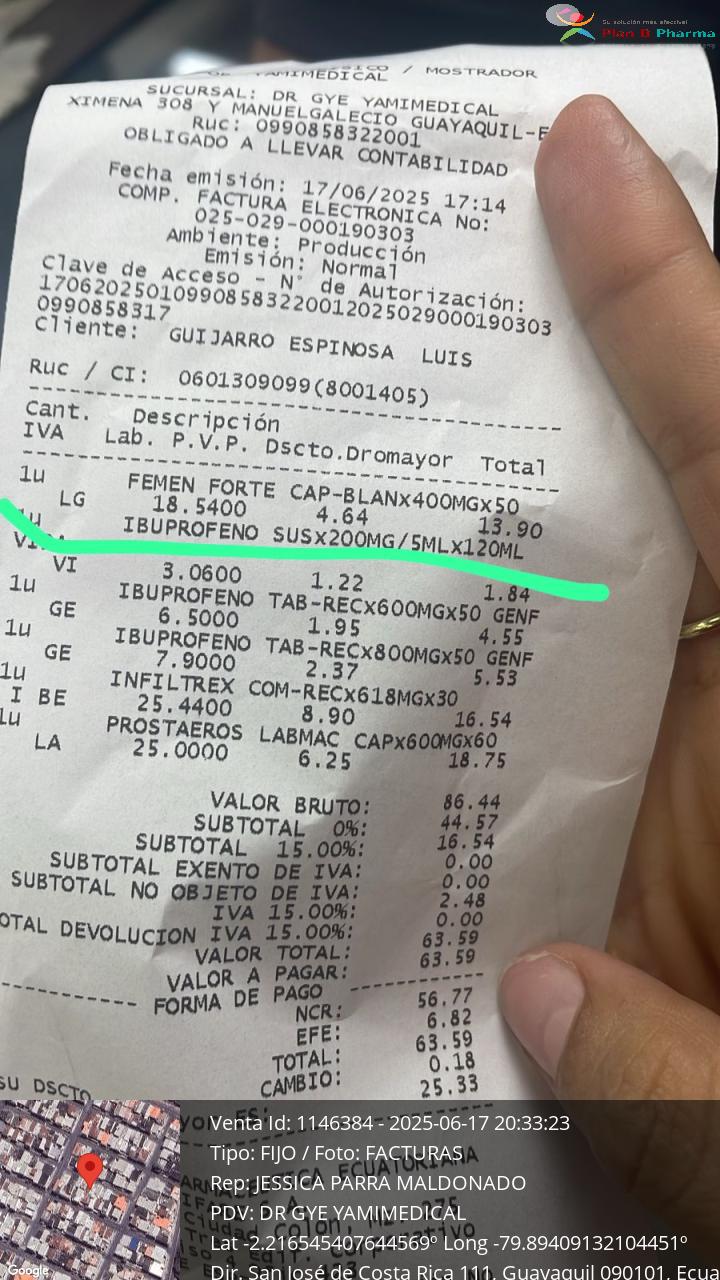 Su solución más efectiva!
Plan B Pharma
YAMIMEDICAL / MOSTRADOR
SUCURSAL: DR GYE YAMIMEDICAL
XIMENA 308 Y MANUELGALECIO GUAYAQUIL-E
Ruc: 0990858322001
OBLIGADO A LLEVAR CONTABILIDAD
Fecha emisión: 17/06/2025 17:14
COMP. FACTURA ELECTRONICA No:
025-029-000190303
Ambiente: Producción
Emisión: Normal
Clave de Acceso - N° de Autorización:
170620250109908583220012025029000190303
0990858317
Cliente: GUIJARRO ESPINOSA LUIS
Ruc / CI: 0601309099(8001405)
Cant. Descripción
IVA Lab. P.V.P. Dscto.Dromayor Total
1u FEMEN FORTE CAP-BLANx400MGx50
LG 18.5400 4.64 13.90
1u IBUPROFENO SUSx200MG/5MLx120ML
VI 3.0600 1.22 1.84
1u IBUPROFENO TAB-RECx600MGx50 GENF
GE 6.5000 1.95 4.55
1u IBUPROFENO TAB-RECx800MGx50 GENF
GE 7.9000 2.37 5.53
1u INFILTREX COM-RECx618MGx30
I BE 25.4400 8.90 16.54
1u PROSTAEROS LABMAC CAPx600MGx60
LA 25.0000 6.25 18.75
VALOR BRUTO: 86.44
SUBTOTAL 0%: 44.57
SUBTOTAL 15.00%: 16.54
SUBTOTAL EXENTO DE IVA: 0.00
SUBTOTAL NO OBJETO DE IVA: 0.00
IVA 15.00%: 2.48
OTAL DEVOLUCION IVA 15.00%: 0.00
VALOR TOTAL: 63.59
VALOR A PAGAR: 63.59
FORMA DE PAGO
NCR: 56.77
EFE: 6.82
TOTAL: 63.59
CAMBIO: 0.18
SU DSCTO 25.33
ECUATORIANA
Colón
Venta Id: 1146384 - 2025-06-17 20:33:23
Tipo: FIJO / Foto: FACTURAS
Rep: JESSICA PARRA MALDONADO
PDV: DR GYE YAMIMEDICAL
Lat -2.216545407644569º Long -79.89409132104451º
Dir. San José de Costa Rica 111, Guayaquil 090101, Ecua
Google